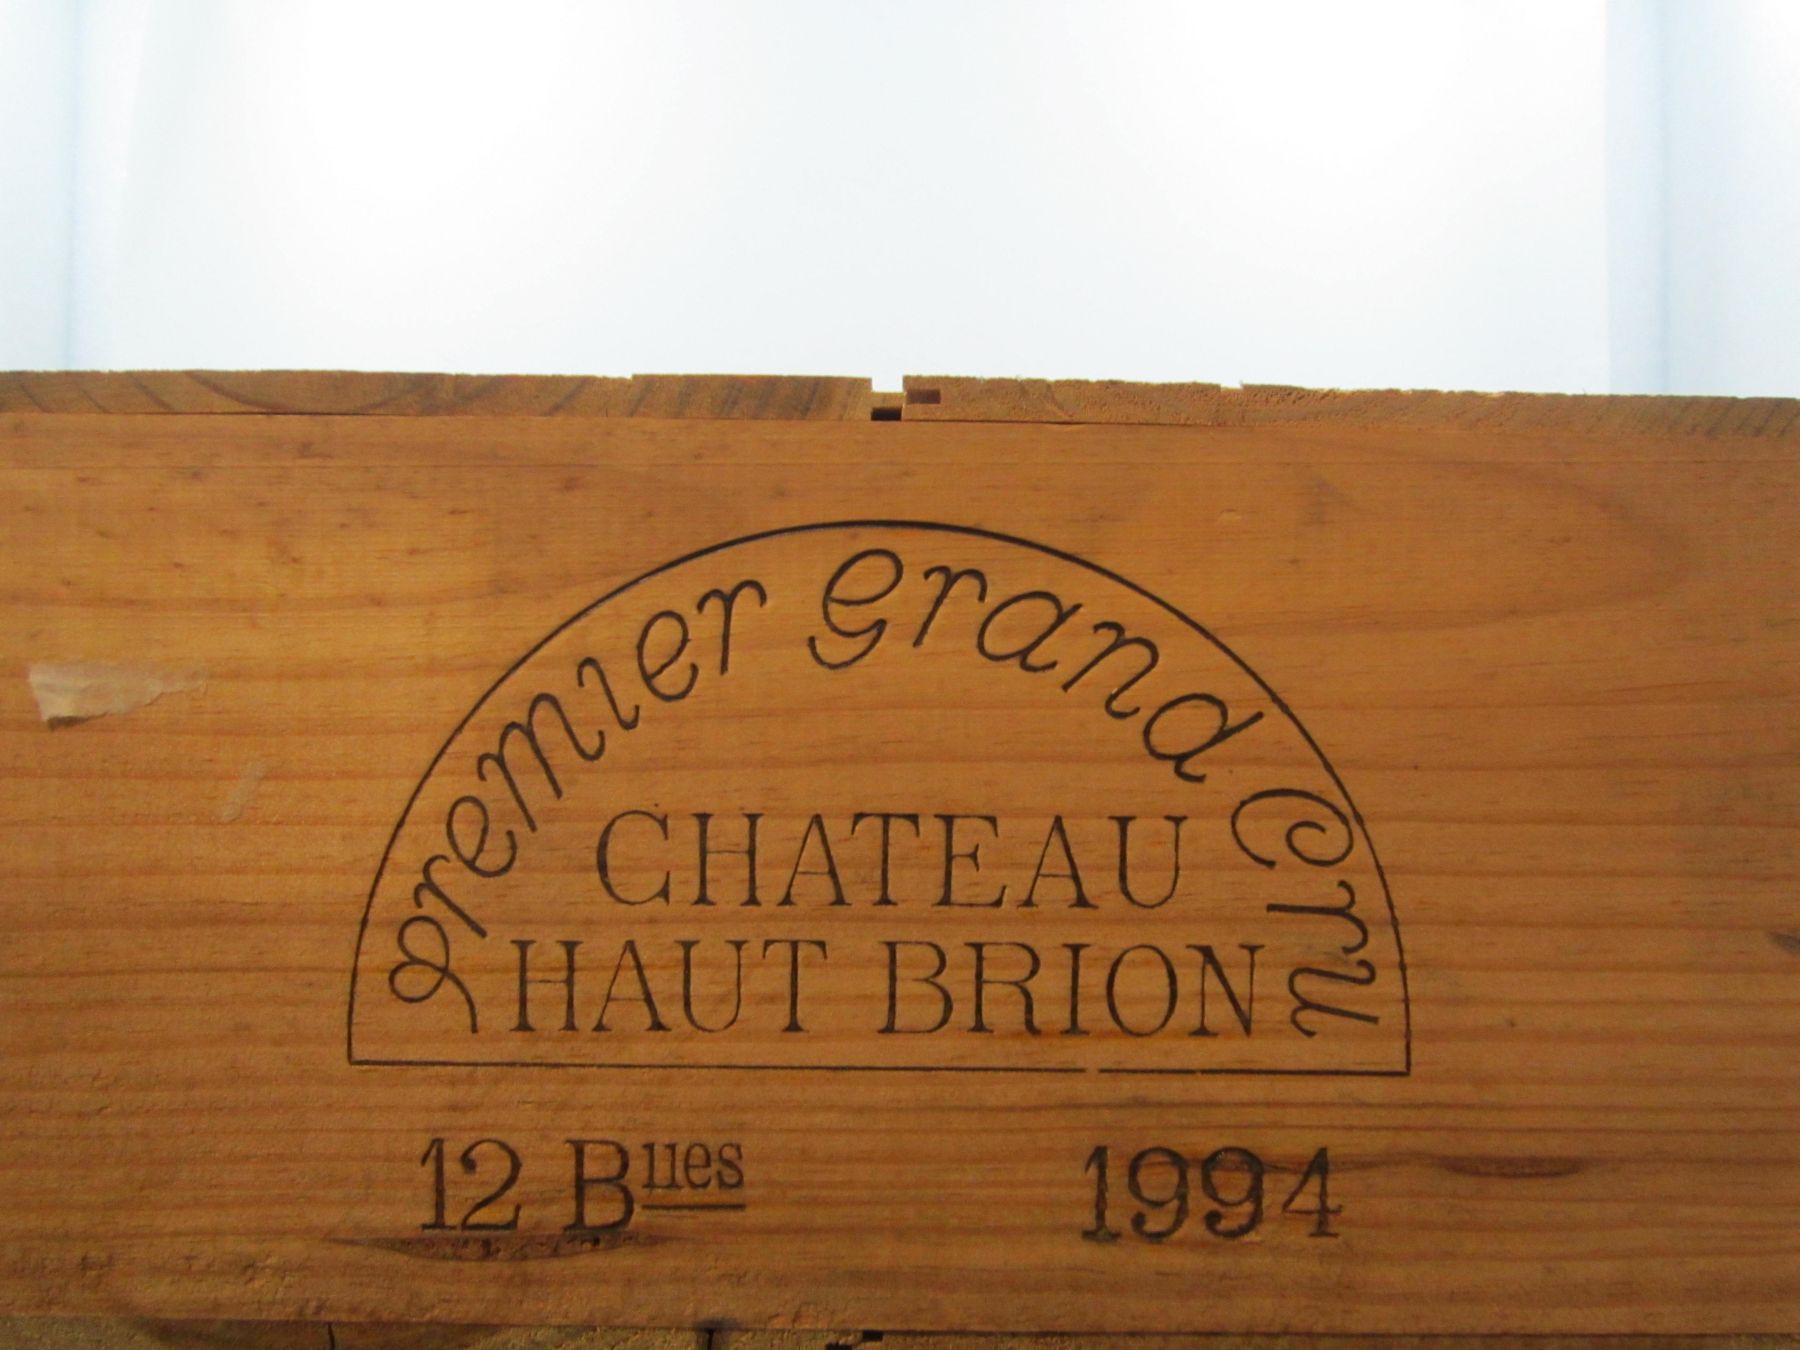 Premier Grand Cru
CHATEAU
HAUT BRION
12 Blles 1994